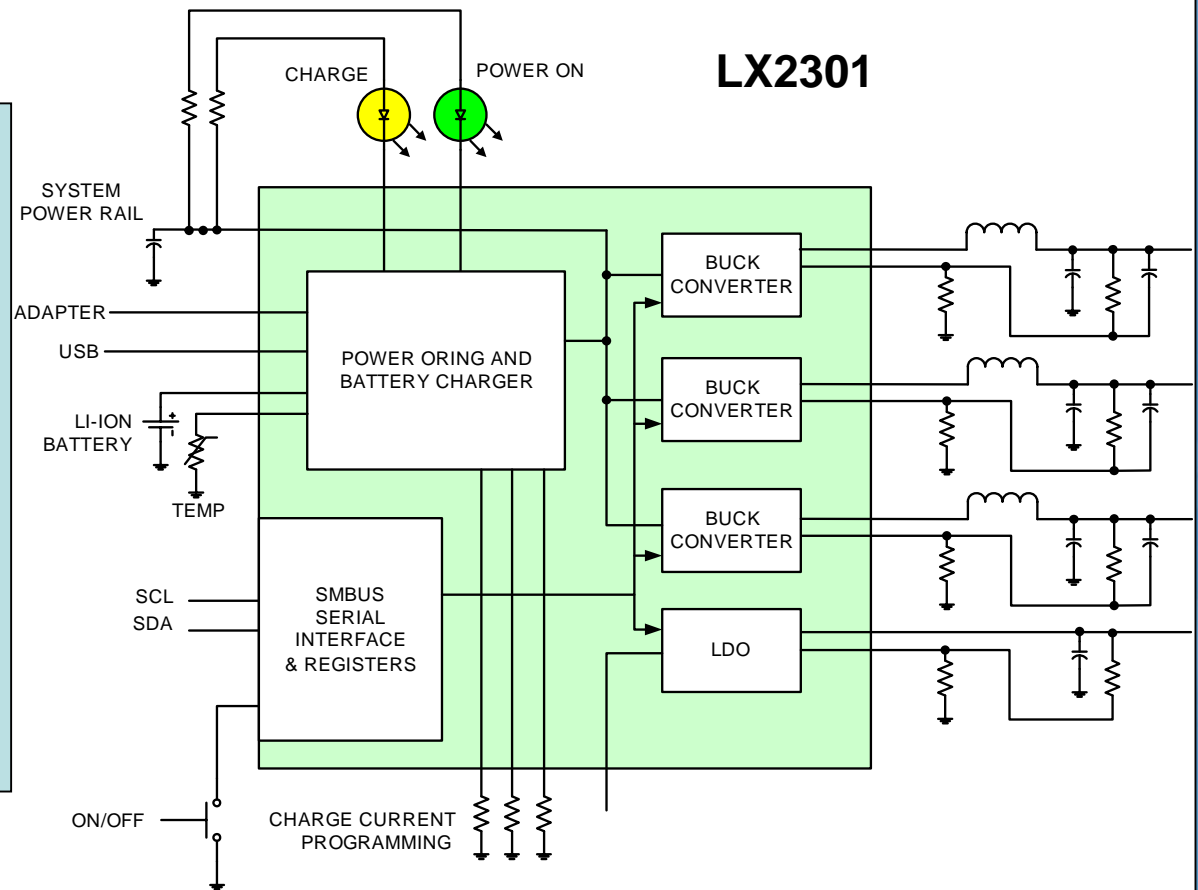 LX2301
CHARGE
POWER ON
SYSTEM
POWER RAIL
ADAPTER
USB
LI-ION
BATTERY
+
-
TEMP
POWER ORING AND
BATTERY CHARGER
BUCK
CONVERTER
BUCK
CONVERTER
BUCK
CONVERTER
LDO
SCL
SDA
SMBUS
SERIAL
INTERFACE
& REGISTERS
ON/OFF
CHARGE CURRENT
PROGRAMMING